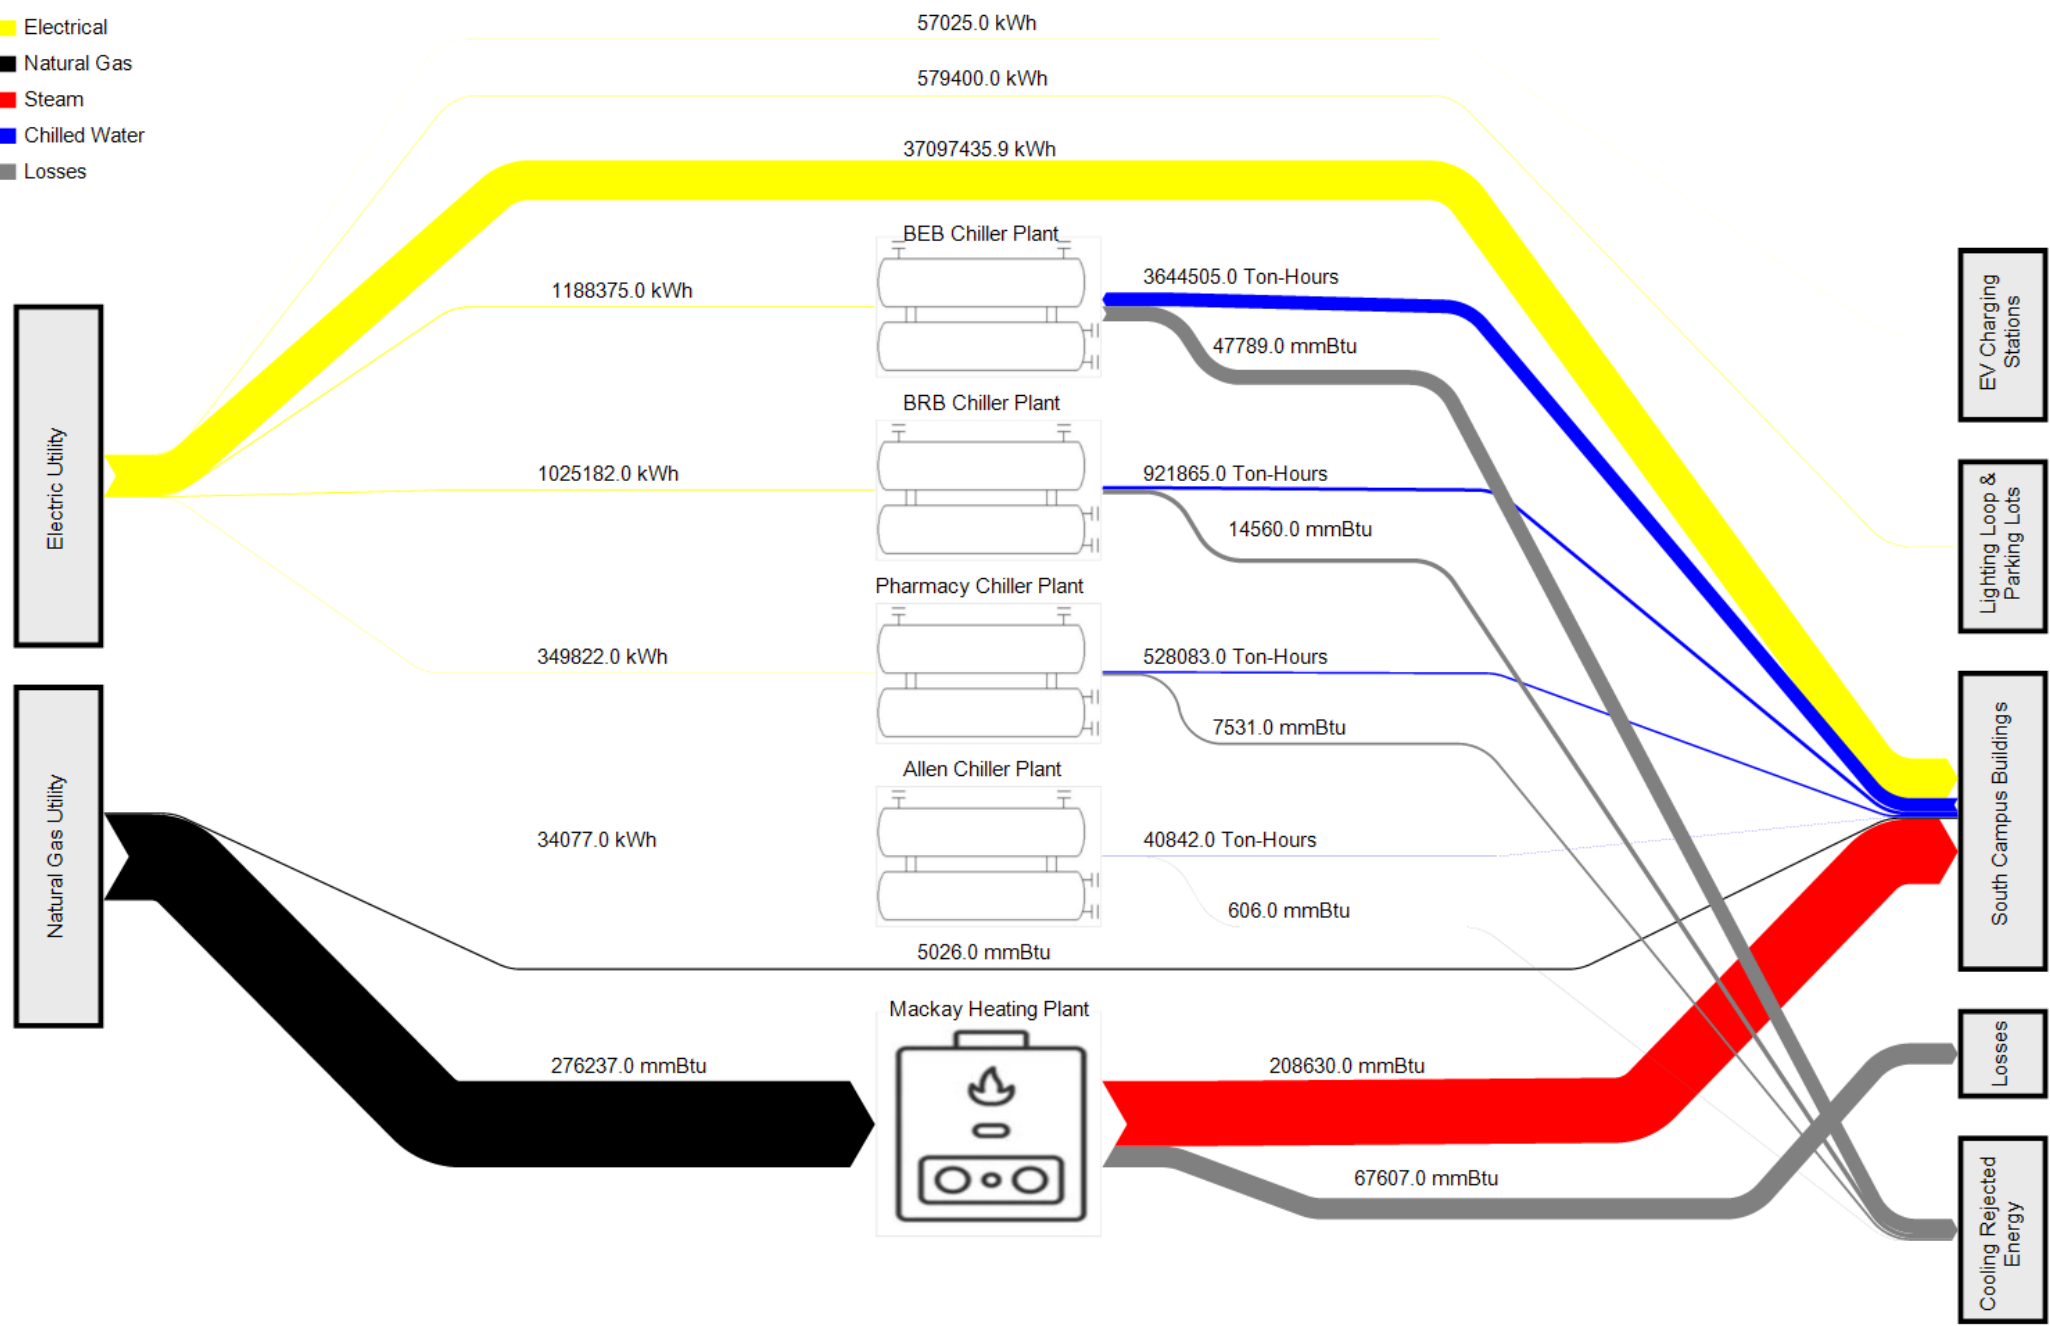 Electrical
Natural Gas
Steam
Chilled Water
Losses
57025.0 kWh
579400.0 kWh
37097435.9 kWh
BEB Chiller Plant
1188375.0 kWh
3644505.0 Ton-Hours
47789.0 mmBtu
BRB Chiller Plant
1025182.0 kWh
921865.0 Ton-Hours
14560.0 mmBtu
Pharmacy Chiller Plant
349822.0 kWh
528083.0 Ton-Hours
7531.0 mmBtu
Allen Chiller Plant
34077.0 kWh
40842.0 Ton-Hours
606.0 mmBtu
5026.0 mmBtu
Mackay Heating Plant
276237.0 mmBtu
208630.0 mmBtu
67607.0 mmBtu
Electric Utility
Natural Gas Utility
EV Charging
Stations
Lighting Loop &
Parking Lots
South Campus Buildings
Losses
Cooling Rejected
Energy